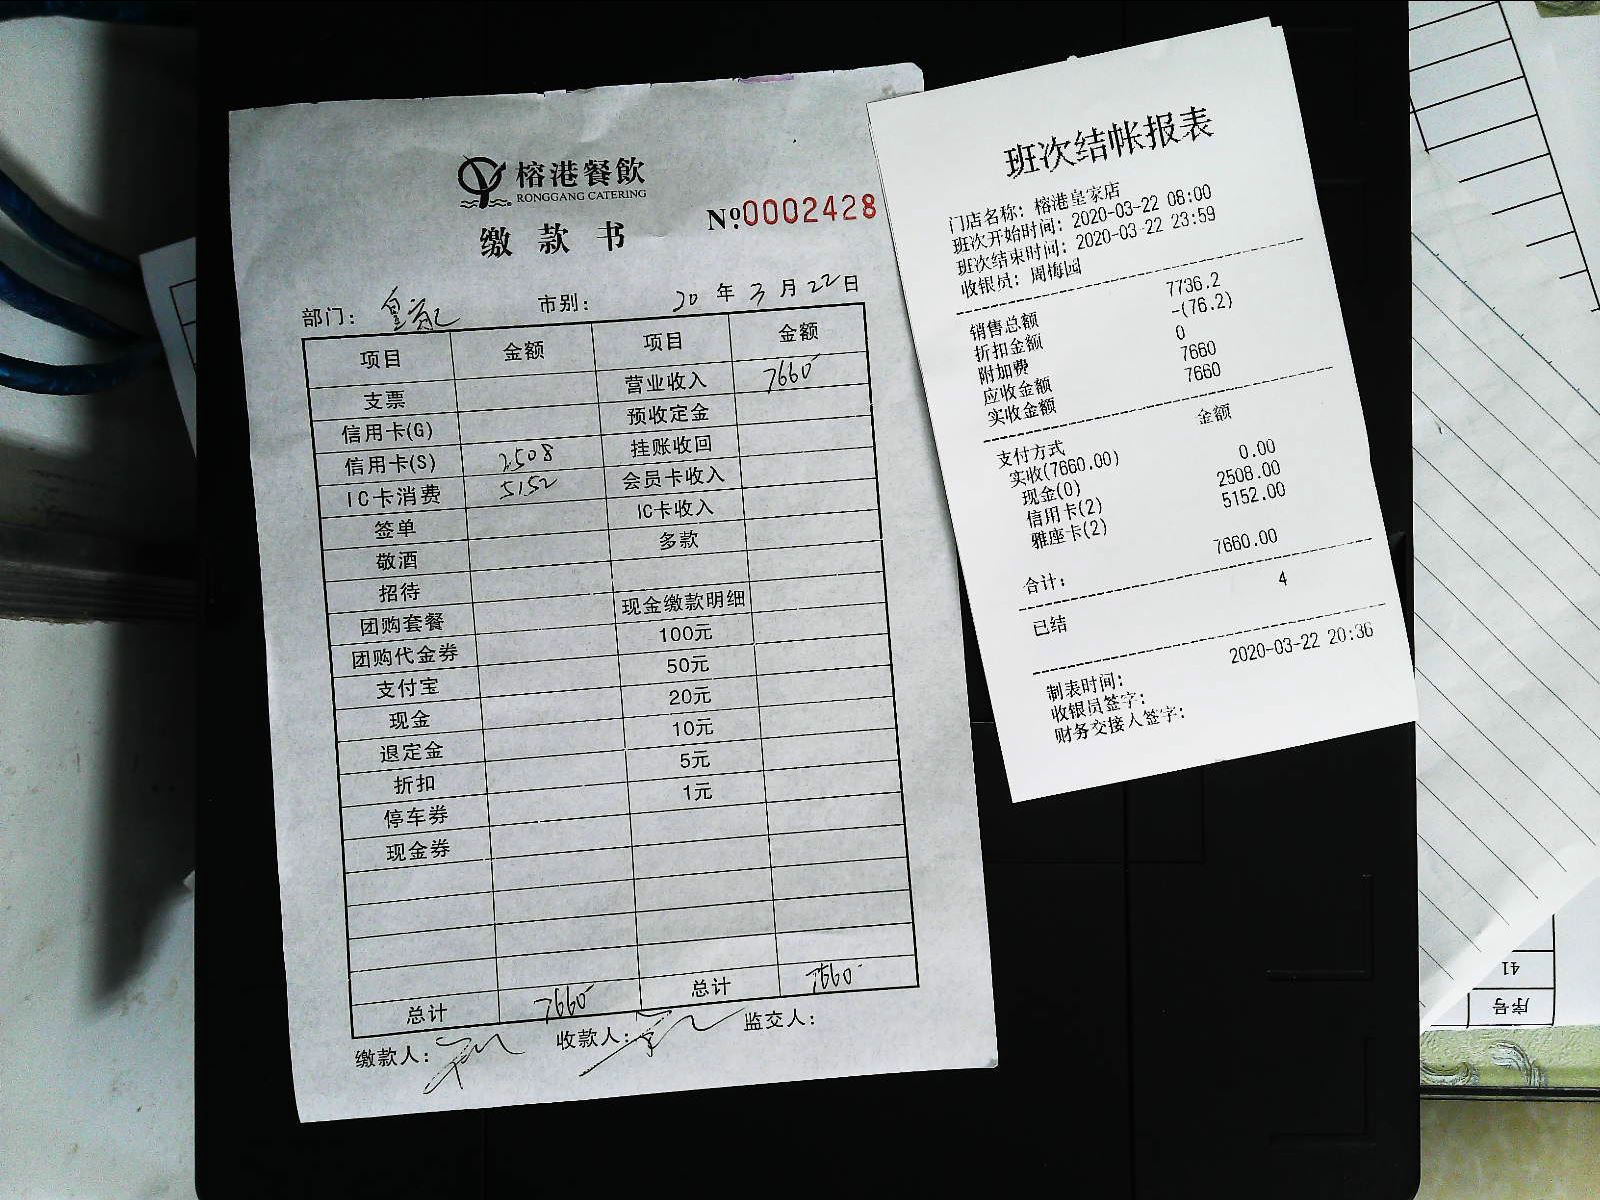 榕港餐飲
RONGGANG CATERING
缴款书
№0002428
部门: 市别: 20年3月22日
项目 金额 项目 金额
支票 营业收入 7660
信用卡(G) 预收定金
信用卡(S) 2508 挂账收回
IC卡消费 5152 会员卡收入
签单 IC卡收入
敬酒 多款
招待
团购套餐 现金缴款明细
团购代金券 100元
支付宝 50元
现金 20元
退定金 10元
折扣 5元
停车券 1元
现金券
总计 7660 总计 7660
缴款人: 收款人: 监交人:
班次结帐报表
门店名称: 榕港皇家店
班次开始时间: 2020-03-22 08:00
班次结束时间: 2020-03-22 23:59
收银员: 周梅园
销售总额 7736.2
折扣金额 -(76.2)
附加费 0
应收金额 7660
实收金额 7660
支付方式 金额
实收(7660.00)
现金(0) 0.00
信用卡(2) 2508.00
雅座卡(2) 5152.00
合计: 7660.00
已结 4
制表时间: 2020-03-22 20:36
收银员签字:
财务交接人签字:
41
序号